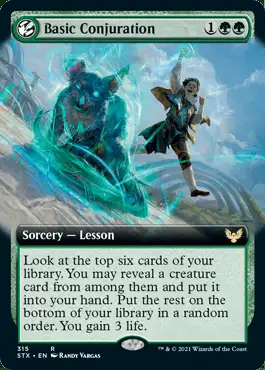 Basic Conjuration 1
Sorcery — Lesson
Look at the top six cards of your
library. You may reveal a creature
card from among them and put it
into your hand. Put the rest on the
bottom of your library in a random
order. You gain 3 life.
315 R
STX • EN RANDY VARGAS
™ & © 2021 Wizards of the Coast